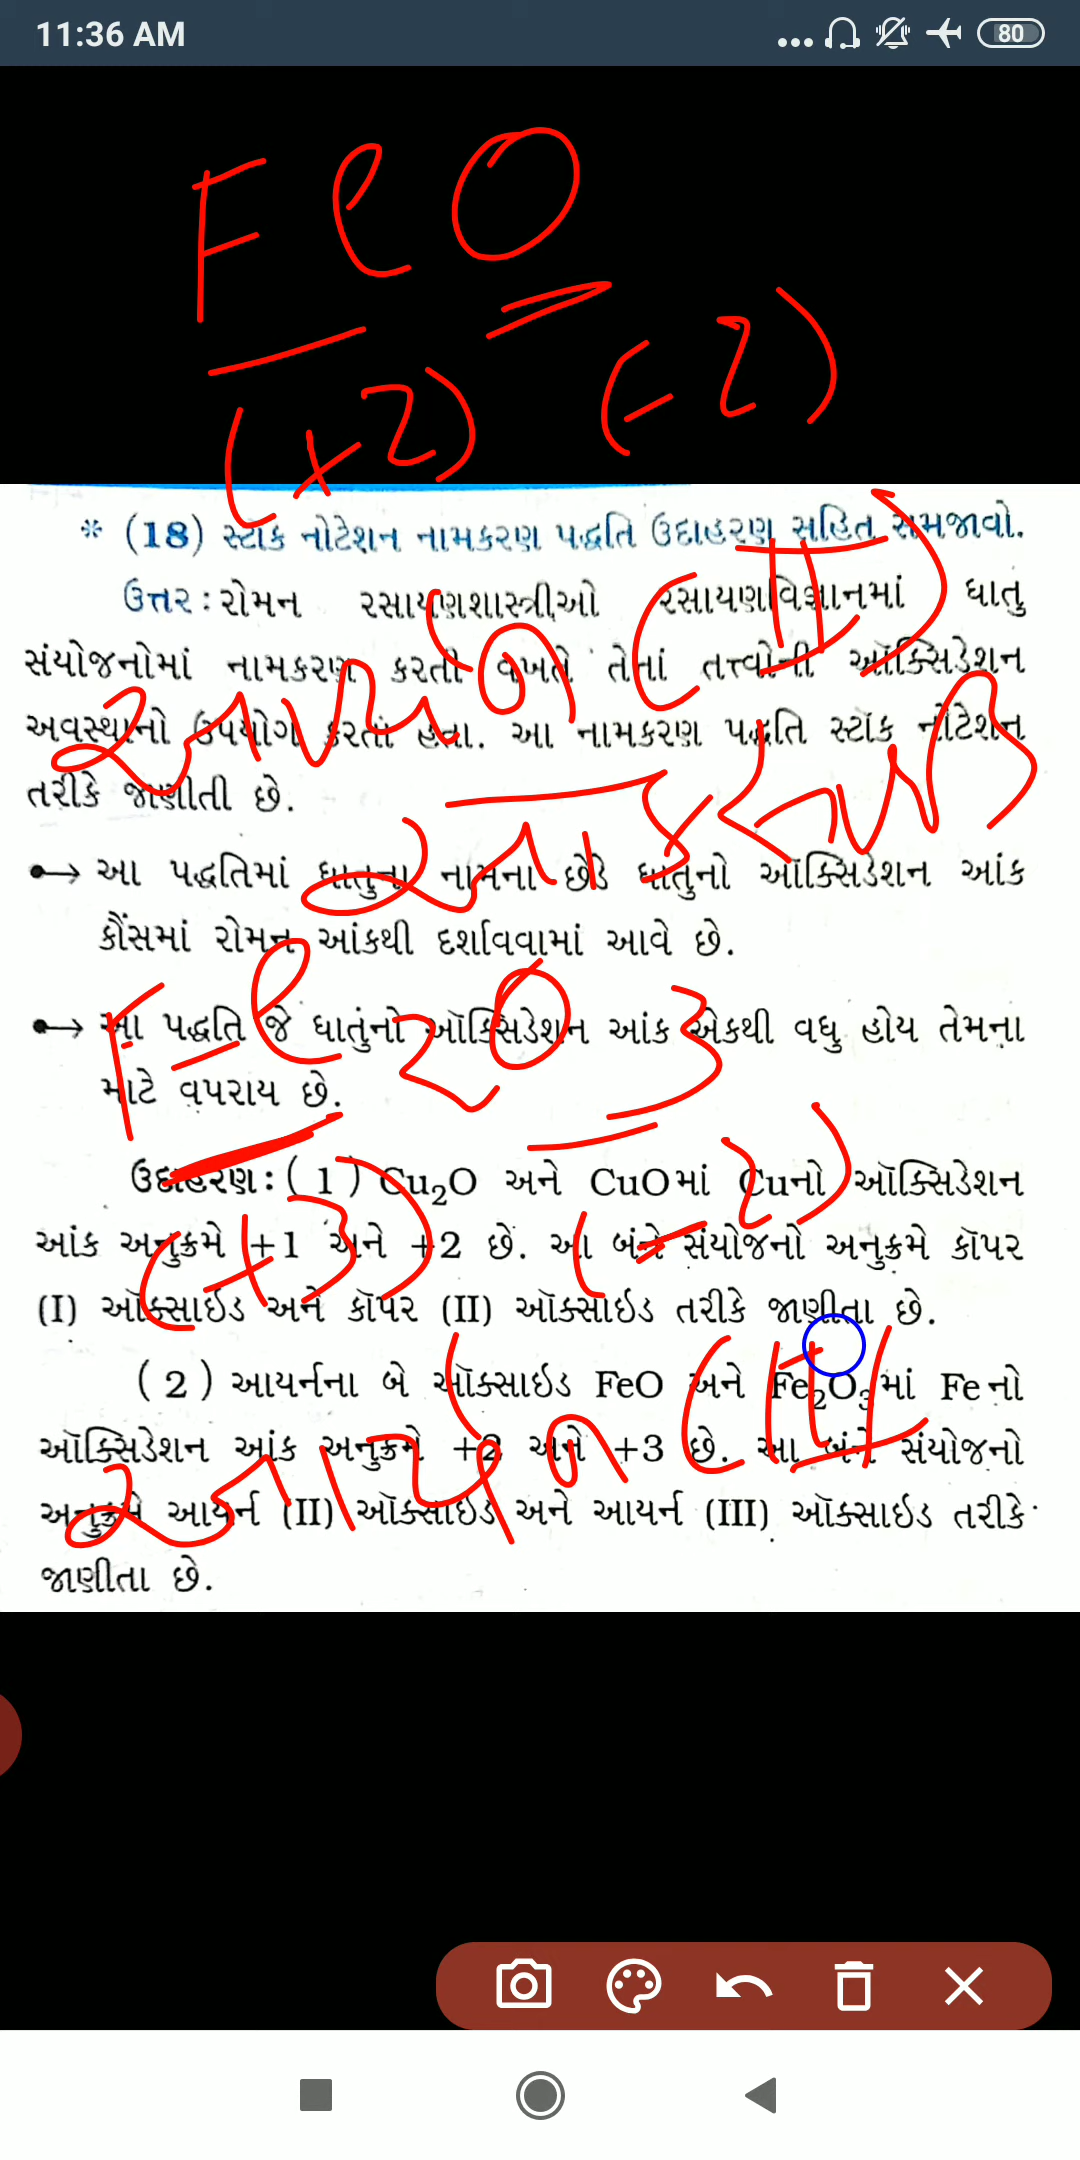 11:36 AM
80
FeO
(+2) (-2)
* (18) સ્ટૉક નોટેશન નામકરણ પદ્ધતિ ઉદાહરણ સહિત સમજાવો.
ઉત્તર : રોમન રસાયણશાસ્ત્રીઓ રસાયણવિજ્ઞાનમાં ધાતુ
સંયોજનોમાં નામકરણ કરતી વખતે તેનાં તત્ત્વોની ઑક્સિડેશન
અવસ્થાનો ઉપયોગ કરતાં હતા. આ નામકરણ પદ્ધતિ સ્ટૉક નોટેશન
તરીકે જાણીતી છે.
(II)
●→ આ પદ્ધતિમાં ધાતુના નામના છેડે ધાતુનો ઑક્સિડેશન આંક
કૌંસમાં રોમન આંકથી દર્શાવવામાં આવે છે.
Fe2O3
●→ આ પદ્ધતિ જે ધાતુંનો ઑક્સિડેશન આંક એકથી વધુ હોય તેમના
માટે વપરાય છે.
(+3) (-2)
ઉદાહરણ : (1) Cu₂O અને CuOમાં Cuનો ઑક્સિડેશન
આંક અનુક્રમે +1 અને +2 છે. આ બંને સંયોજનો અનુક્રમે કૉપર
(I) ઑક્સાઇડ અને કૉપર (II) ઑક્સાઇડ તરીકે જાણીતા છે.
(2) આયર્નના બે ઑક્સાઇડ FeO અને Fe₂O₃માં Feનો
ઑક્સિડેશન આંક અનુક્રમે +2 અને +3 છે. આ બંને સંયોજનો
અનુક્રમે આયર્ન (II) ઑક્સાઇડ અને આયર્ન (III) ઑક્સાઇડ તરીકે
જાણીતા છે.